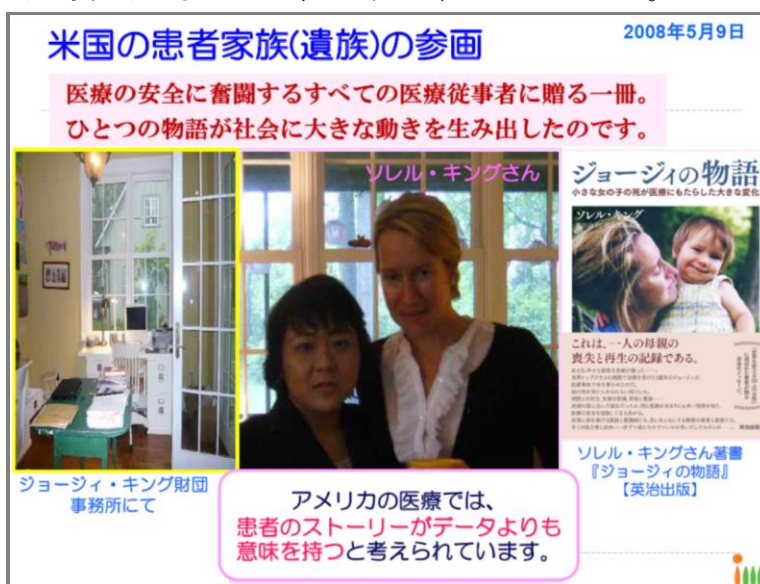 米国の患者家族(遺族)の参画
2008年5月9日
医療の安全に奮闘するすべての医療従事者に贈る一冊。
ひとつの物語が社会に大きな動きを生み出したのです。
ソレル・キングさん
ジョージィの物語
小さな女の子の死が医療にもたらした大きな変化
ソレル・キング
これは、一人の母親の
喪失と再生の記録である。
ジョージィ・キング財団
事務所にて
ソレル・キングさん著書
『ジョージィの物語』
【英治出版】
アメリカの医療では、
患者のストーリーがデータよりも
意味を持つと考えられています。